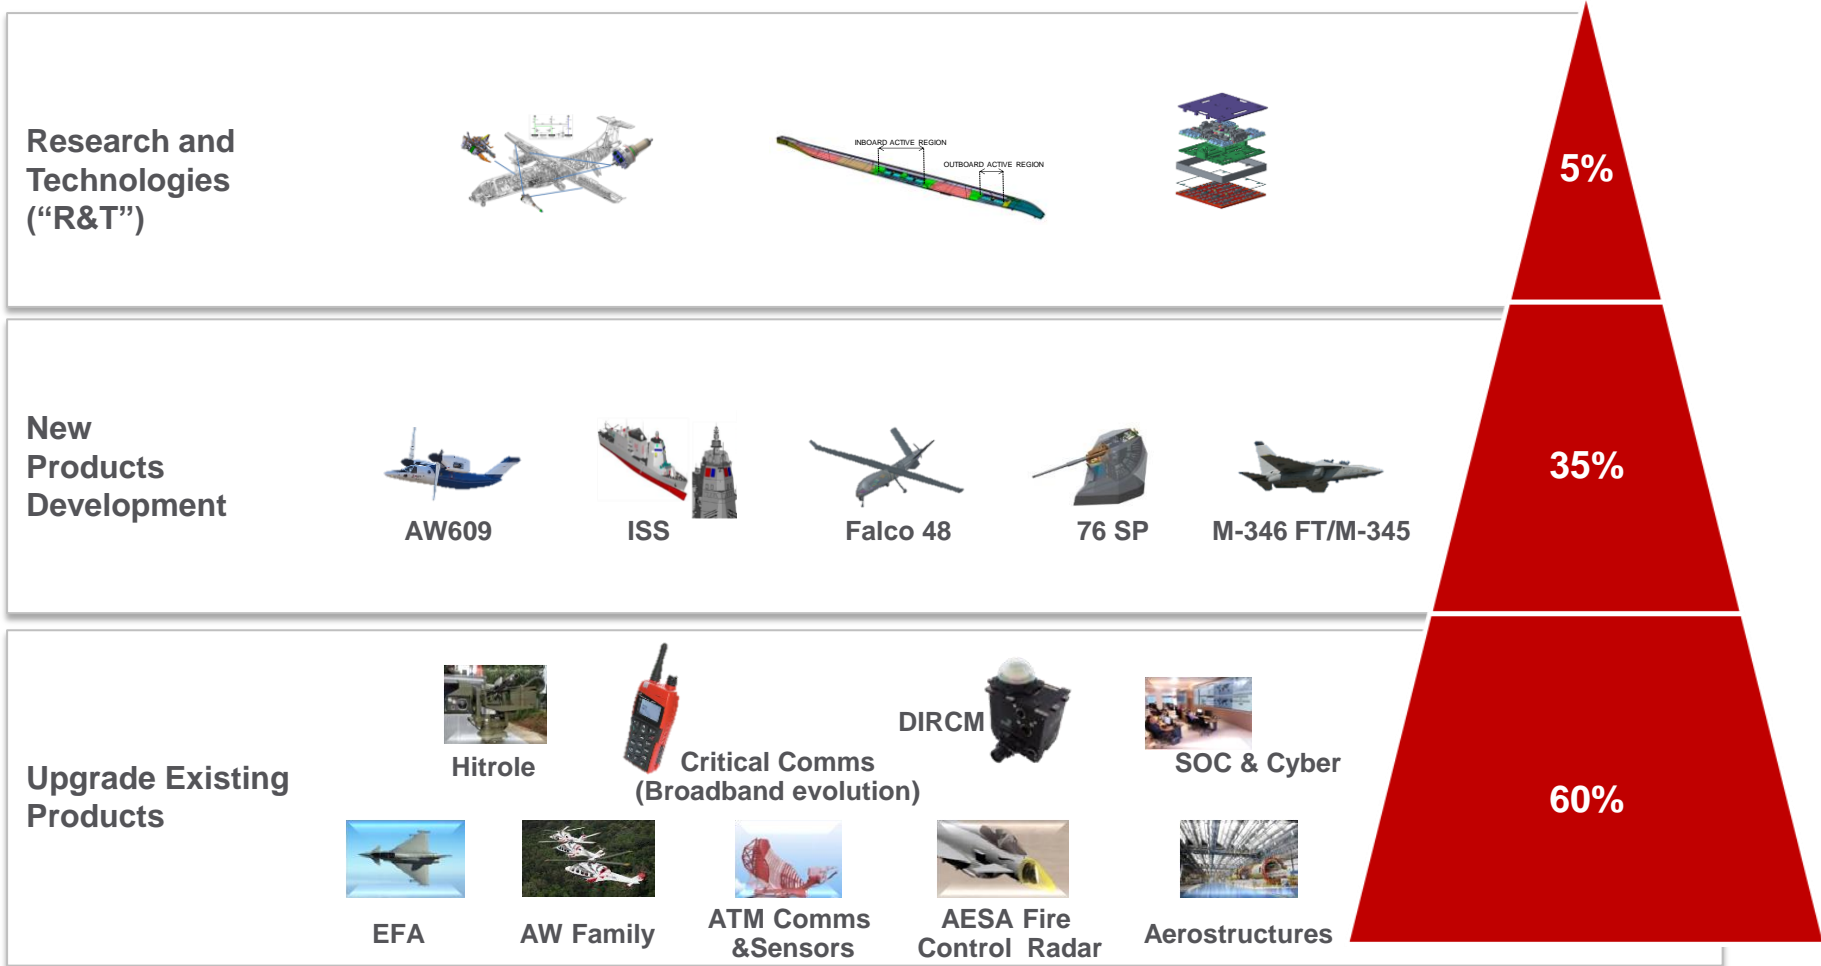 Research and
Technologies
(“R&T”)
INBOARD ACTIVE REGION
OUTBOARD ACTIVE REGION
5%
New
Products
Development
AW609
ISS
Falco 48
76 SP
M-346 FT/M-345
35%
Upgrade Existing
Products
Hitrole
Critical Comms
(Broadband evolution)
DIRCM
SOC & Cyber
EFA
AW Family
ATM Comms
&Sensors
AESA Fire
Control Radar
Aerostructures
60%